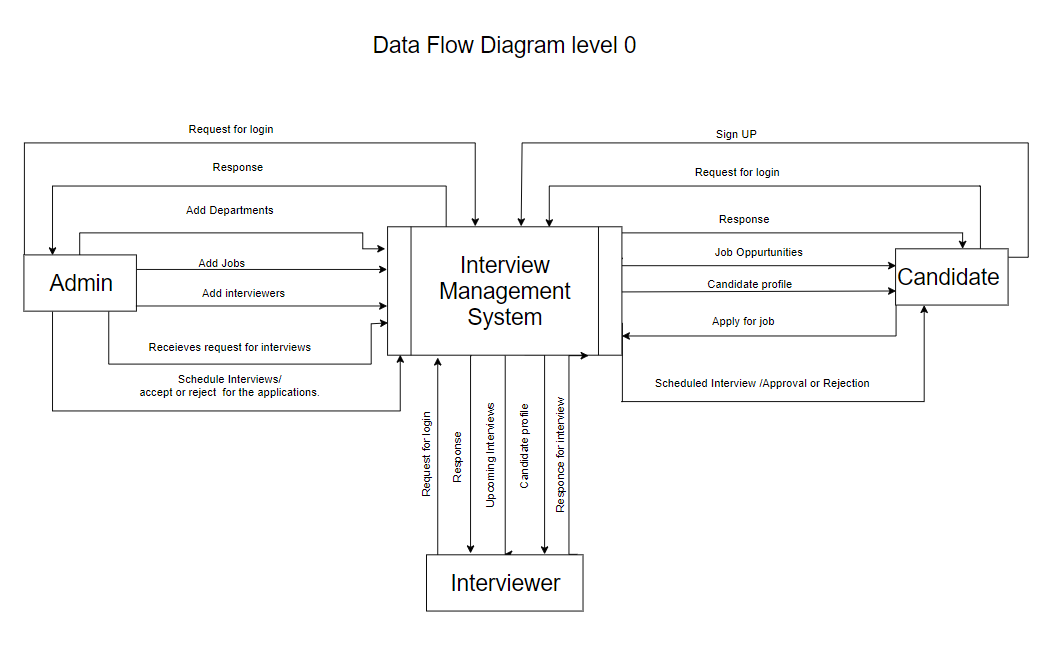 Data Flow Diagram level 0
Request for login
Sign UP
Response
Request for login
Add Departments
Response
Add Jobs
Job Oppurtunities
Add interviewers
Candidate profile
Admin
Interview
Management
System
Candidate
Apply for job
Receieves request for interviews
Schedule Interviews/
accept or reject for the applications.
Scheduled Interview /Approval or Rejection
Request for login
Response
Upcoming Interviews
Candidate profile
Responce for interview
Interviewer